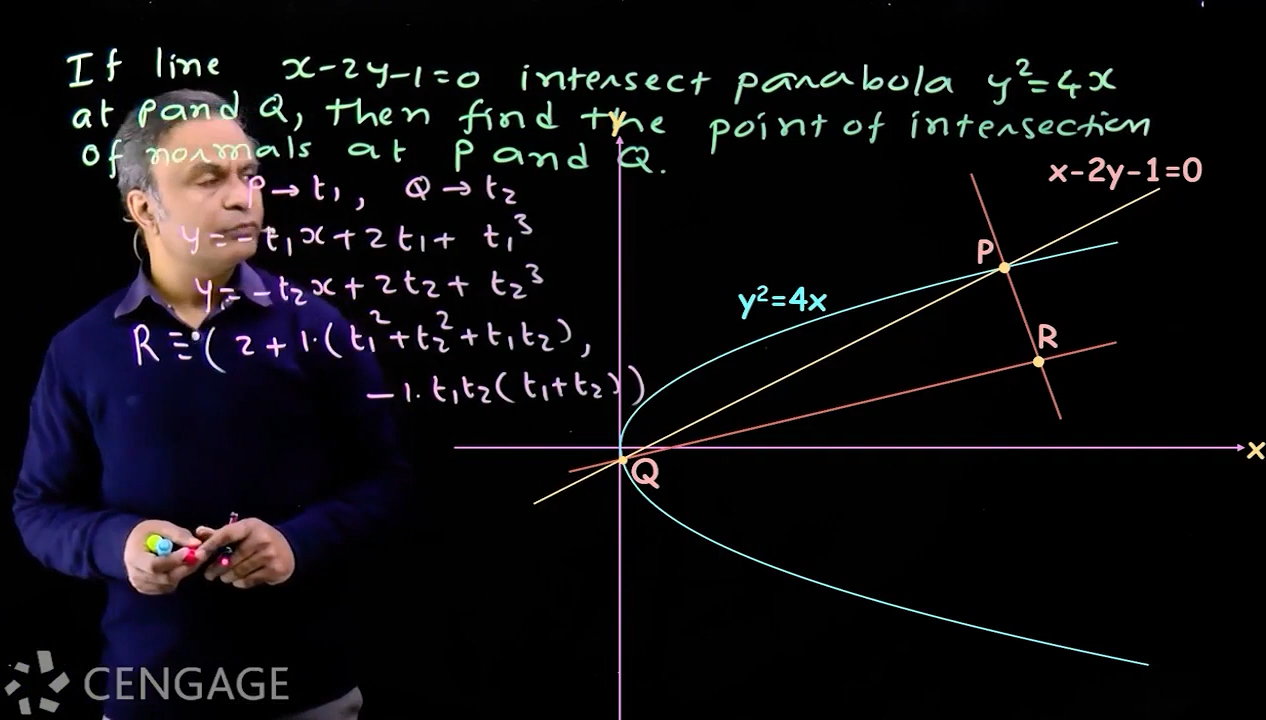 If line x-2y-1=0 intersect parabola y²=4x
at P and Q, then find the point of intersection
of normals at P and Q.
P → t₁, Q → t₂
y = -t₁x + 2t₁ + t₁³
y = -t₂x + 2t₂ + t₂³
R ≡ (2 + 1·(t₁² + t₂² + t₁t₂),
-1·t₁t₂(t₁+t₂))
y
x-2y-1=0
P
y²=4x
R
x
Q
CENGAGE